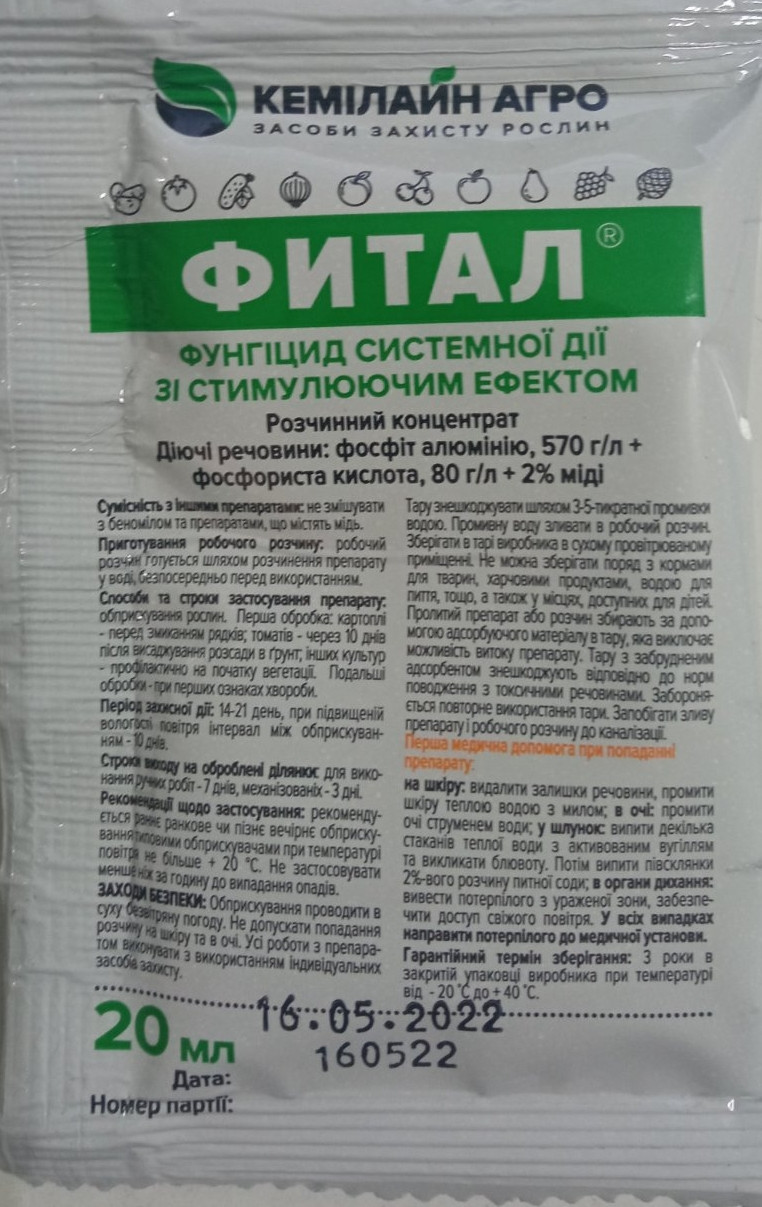 КЕМІЛАЙН АГРО
ЗАСОБИ ЗАХИСТУ РОСЛИН
ФИТАЛ®
ФУНГІЦИД СИСТЕМНОЇ ДІЇ
ЗІ СТИМУЛЮЮЧИМ ЕФЕКТОМ
Розчинний концентрат
Діючі речовини: фосфіт алюмінію, 570 г/л +
фосфориста кислота, 80 г/л + 2% міді
Сумісність з іншими препаратами: не змішувати
з беномілом та препаратами, що містять мідь.
Приготування робочого розчину: робочий
розчин готується шляхом розчинення препарату
у воді, безпосередньо перед використанням.
Способи та строки застосування препарату:
обприскування рослин. Перша обробка: картоплі
- перед змиканням рядків; томатів - через 10 днів
після висаджування розсади в ґрунт; інших культур
- профілактично на початку вегетації. Подальші
обробки - при перших ознаках хвороби.
Період захисної дії: 14-21 день, при підвищеній
вологості повітря інтервал між обприскуван-
ням - 10 днів.
Строки виходу на оброблені ділянки: для вико-
нання ручних робіт - 7 днів, механізованіх - 3 дні.
Рекомендації щодо застосування: рекоменду-
ється раннє ранкове чи пізнє вечірнє обприску-
вання типовими обприскувачами при температурі
повітря не більше + 20 °С. Не застосовувати
менше ніж за годину до випадання опадів.
ЗАХОДИ БЕЗПЕКИ: Обприскування проводити в
суху безвітряну погоду. Не допускати попадання
розчину на шкіру та в очі. Усі роботи з препара-
том виконувати з використанням індивідуальних
засобів захисту.
Тару знешкоджувати шляхом 3-5-тикратної промивки
водою. Промивну воду зливати в робочий розчин.
Зберігати в тарі виробника в сухому провітрюваному
приміщенні. Не можна зберігати поряд з кормами
для тварин, харчовими продуктами, водою для
пиття, тощо, а також у місцях, доступних для дітей.
Пролитий препарат або розчин збирають за допо-
могою адсорбуючого матеріалу в тару, яка виключає
можливість витоку препарату. Тару з забрудненим
адсорбентом знешкоджують відповідно до норм
поводження з токсичними речовинами. Забороня-
ється повторне використання тари. Запобігати зливу
препарату і робочого розчину до каналізації.
Перша медична допомога при попаданні
препарату:
на шкіру: видалити залишки речовини, промити
шкіру теплою водою з милом; в очі: промити
очі струменем води; у шлунок: випити декілька
стаканів теплої води з активованим вугіллям
та викликати блювоту. Потім випити півсклянки
2%-вого розчину питної соди; в органи дихання:
вивести потерпілого з ураженої зони, забезпе-
чити доступ свіжого повітря. У всіх випадках
направити потерпілого до медичної установи.
Гарантійний термін зберігання: 3 роки в
закритій упаковці виробника при температурі
від - 20 °С до + 40 °С.
20 мл
16.05.2022
160522
Дата:
Номер партії: